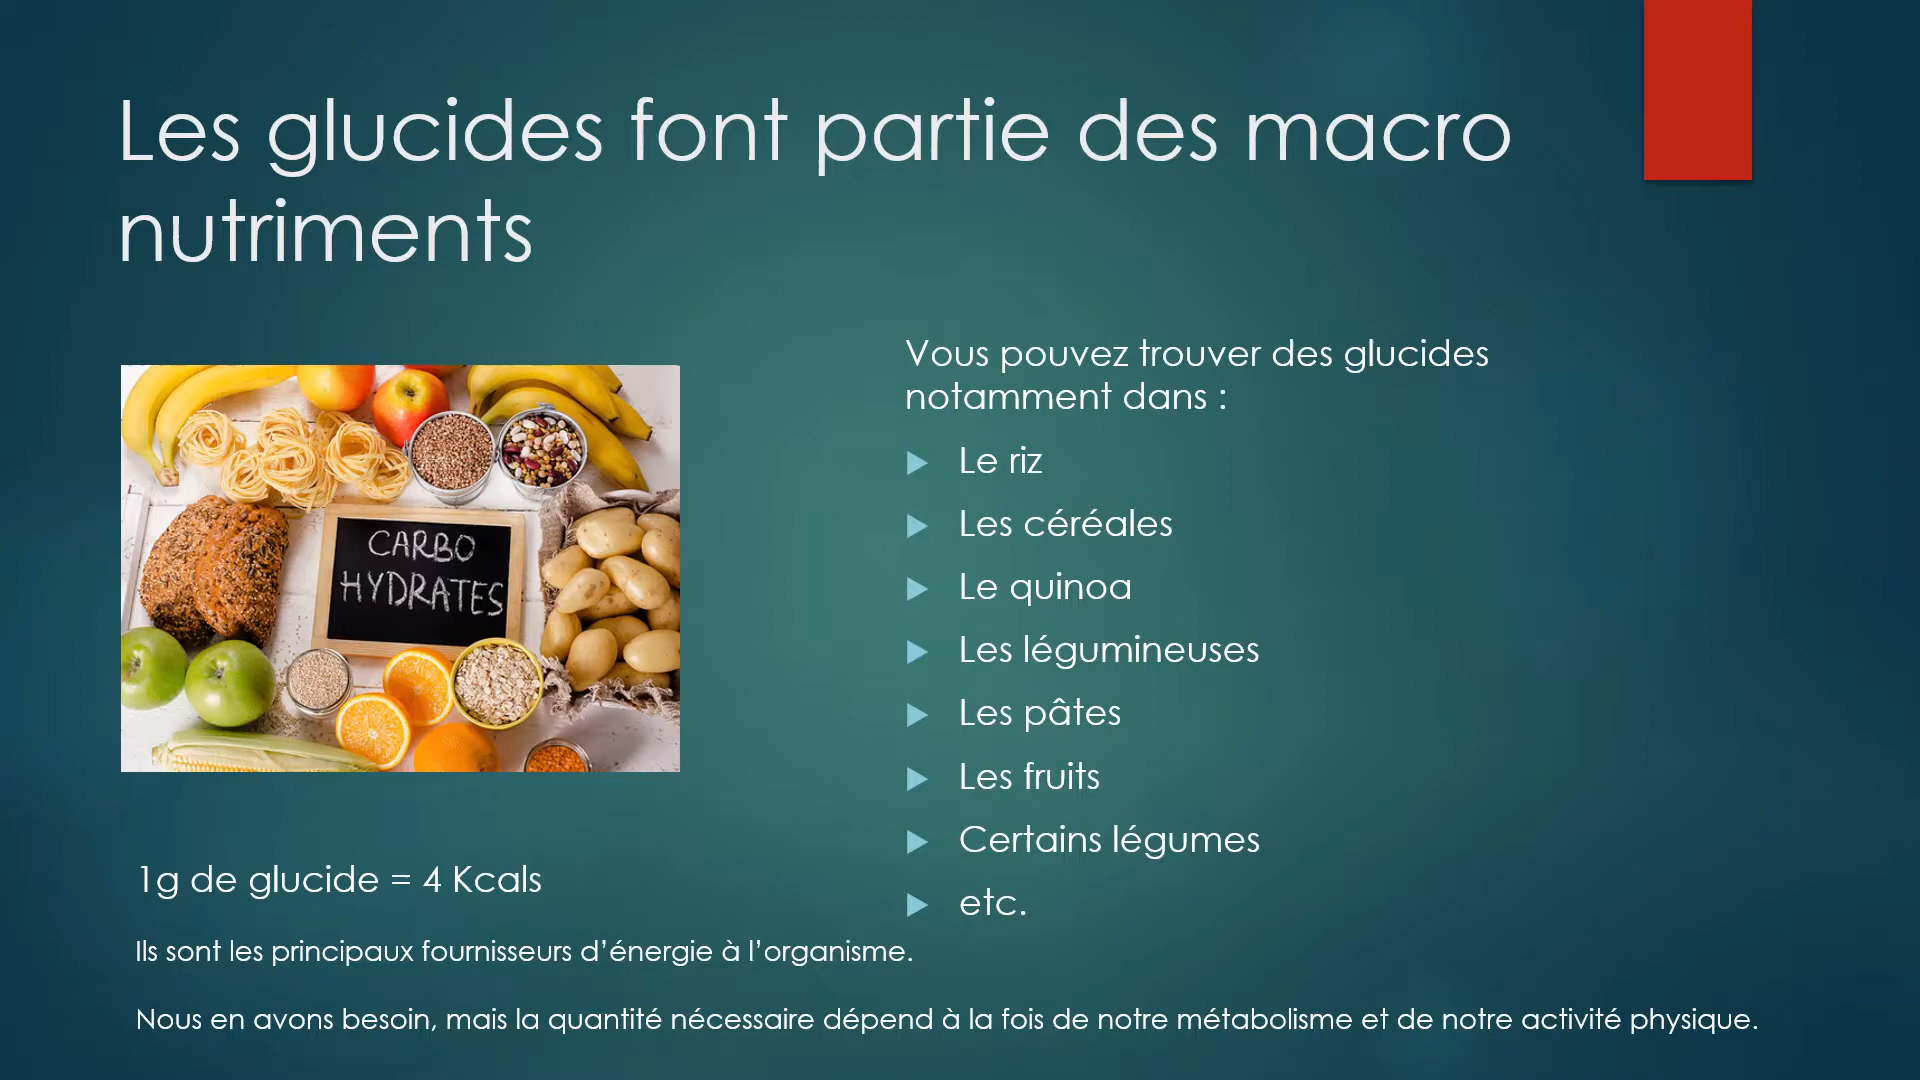 Les glucides font partie des macro
nutriments
CARBO
HYDRATES
1g de glucide = 4 Kcals
Vous pouvez trouver des glucides
notamment dans :
Le riz
Les céréales
Le quinoa
Les légumineuses
Les pâtes
Les fruits
Certains légumes
etc.
Ils sont les principaux fournisseurs d’énergie à l’organisme.
Nous en avons besoin, mais la quantité nécessaire dépend à la fois de notre métabolisme et de notre activité physique.